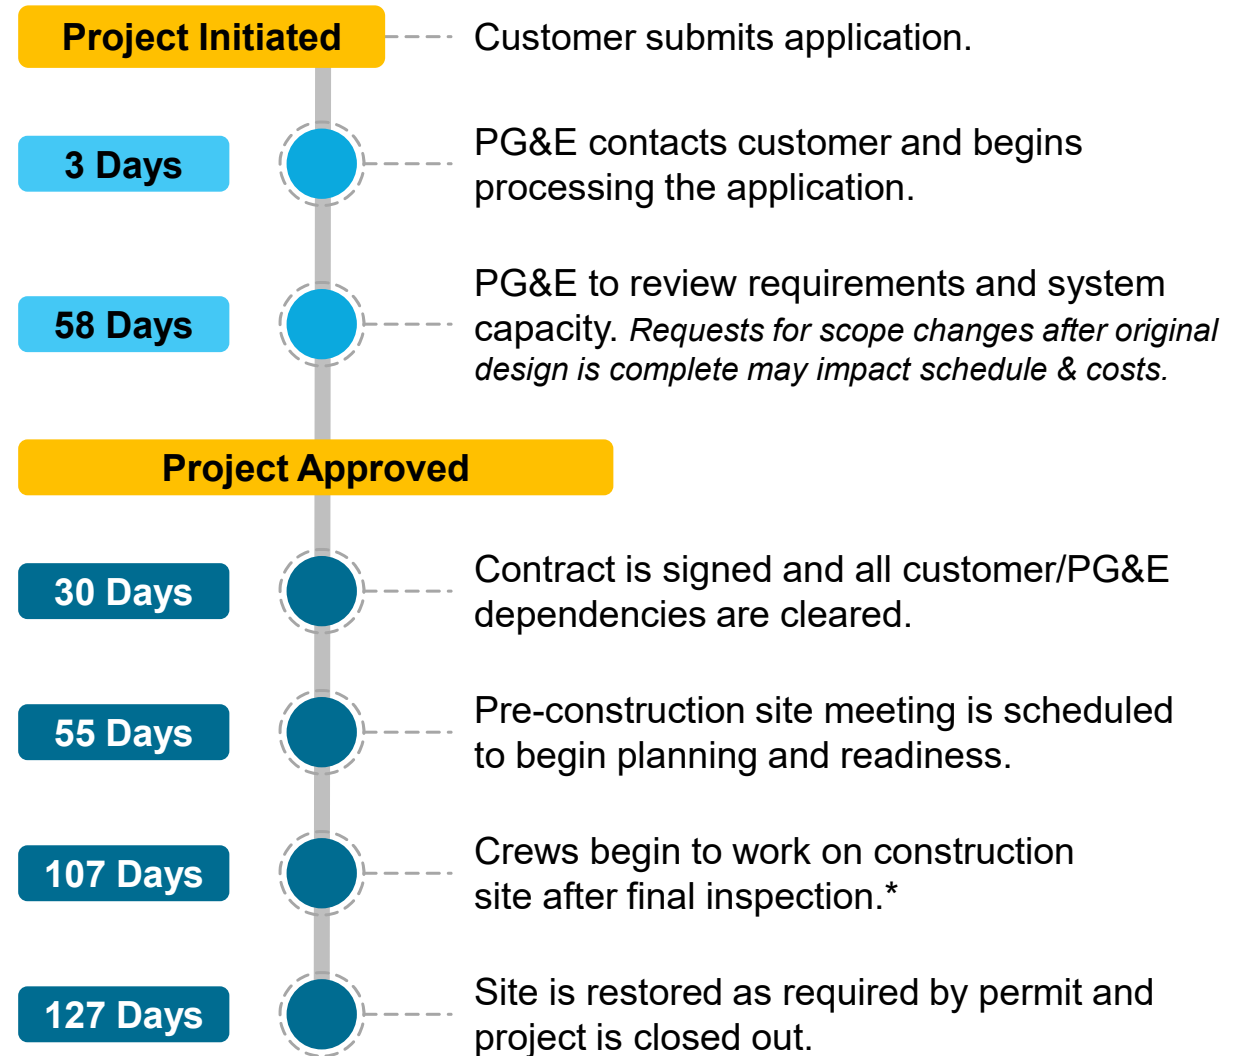 Project Initiated
Customer submits application.
3 Days
PG&E contacts customer and begins
processing the application.
58 Days
PG&E to review requirements and system
capacity. Requests for scope changes after original
design is complete may impact schedule & costs.
Project Approved
30 Days
Contract is signed and all customer/PG&E
dependencies are cleared.
55 Days
Pre-construction site meeting is scheduled
to begin planning and readiness.
107 Days
Crews begin to work on construction
site after final inspection.*
127 Days
Site is restored as required by permit and
project is closed out.